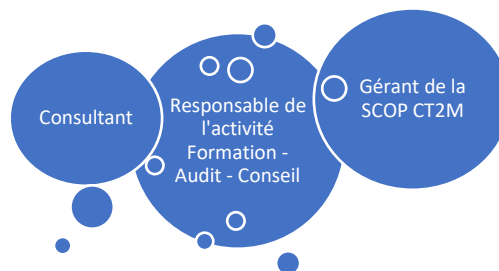 Consultant
Responsable de
l'activité
Formation -
Audit - Conseil
Gérant de la
SCOP CT2M